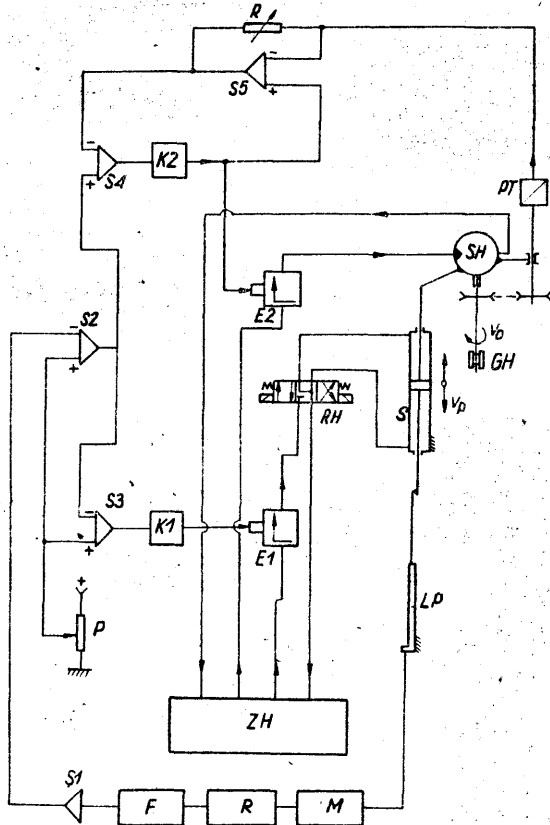 R
-
S5
+
-
S4
+
K2
PT
SH
E2
S2
-
+
V₀
GH
RH
S
Vp
S3
-
+
K1
E1
+
P
LP
ZH
S1
F
R
M